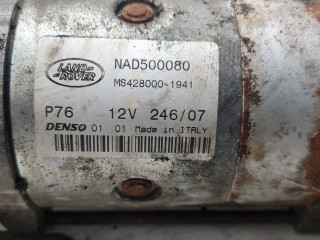 LAND-
ROVER
NAD500080
MS428000-1941
P76 12V 246/07
DENSO 01 01 Made in ITALY